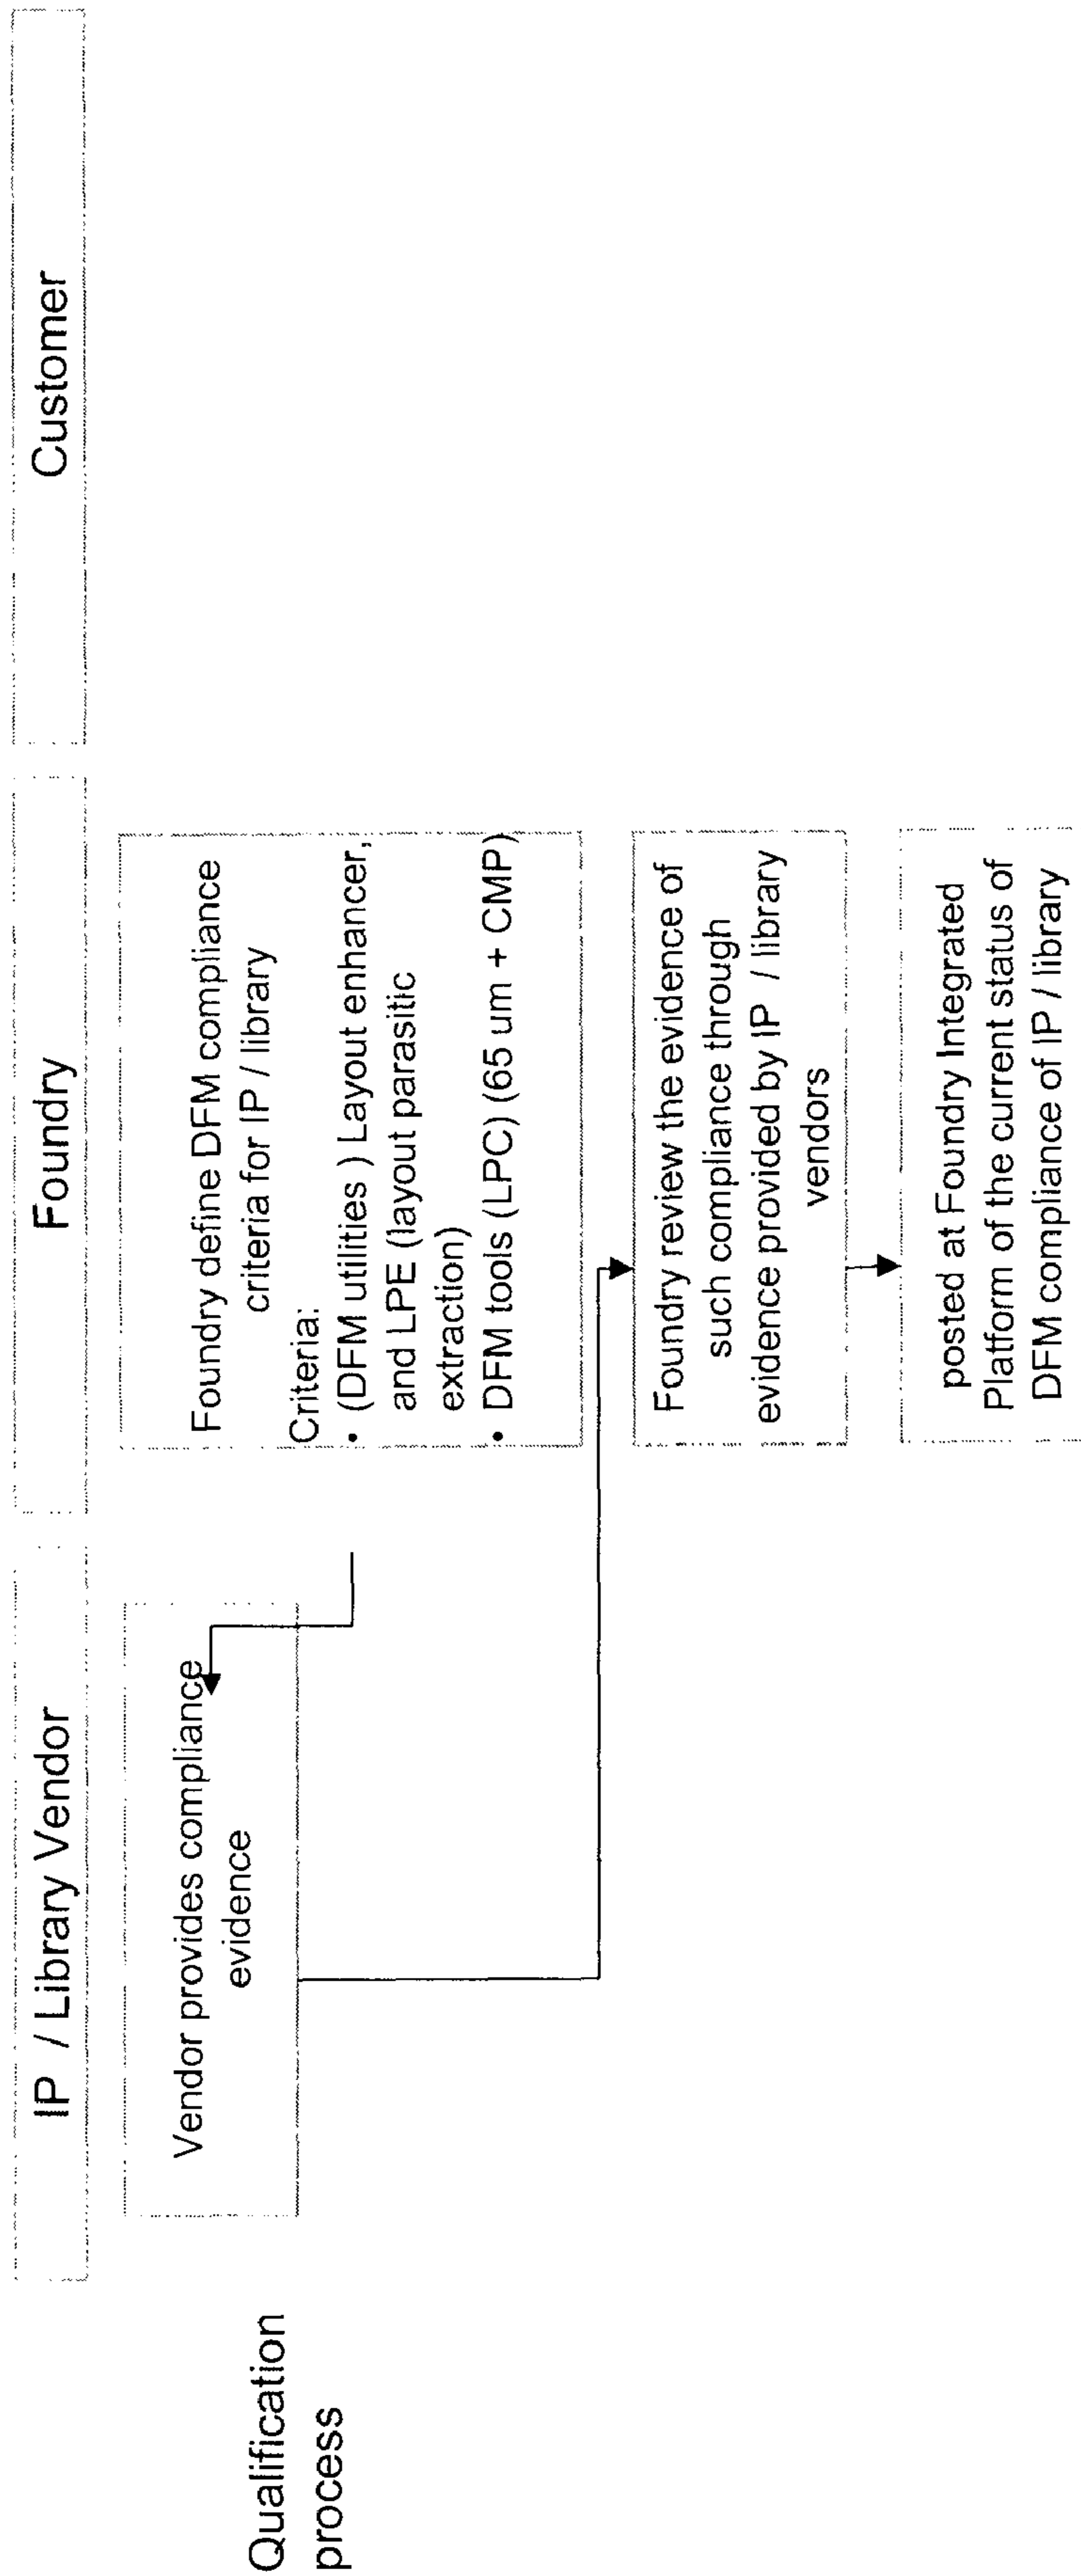 IP / Library Vendor
Foundry
Customer
Qualification
process
Vendor provides compliance
evidence
Foundry define DFM compliance
criteria for IP / library
Criteria:
• (DFM utilities ) Layout enhancer,
and LPE (layout parasitic
extraction)
• DFM tools (LPC) (65 um + CMP)
Foundry review the evidence of
such compliance through
evidence provided by IP / library
vendors
posted at Foundry Integrated
Platform of the current status of
DFM compliance of IP / library